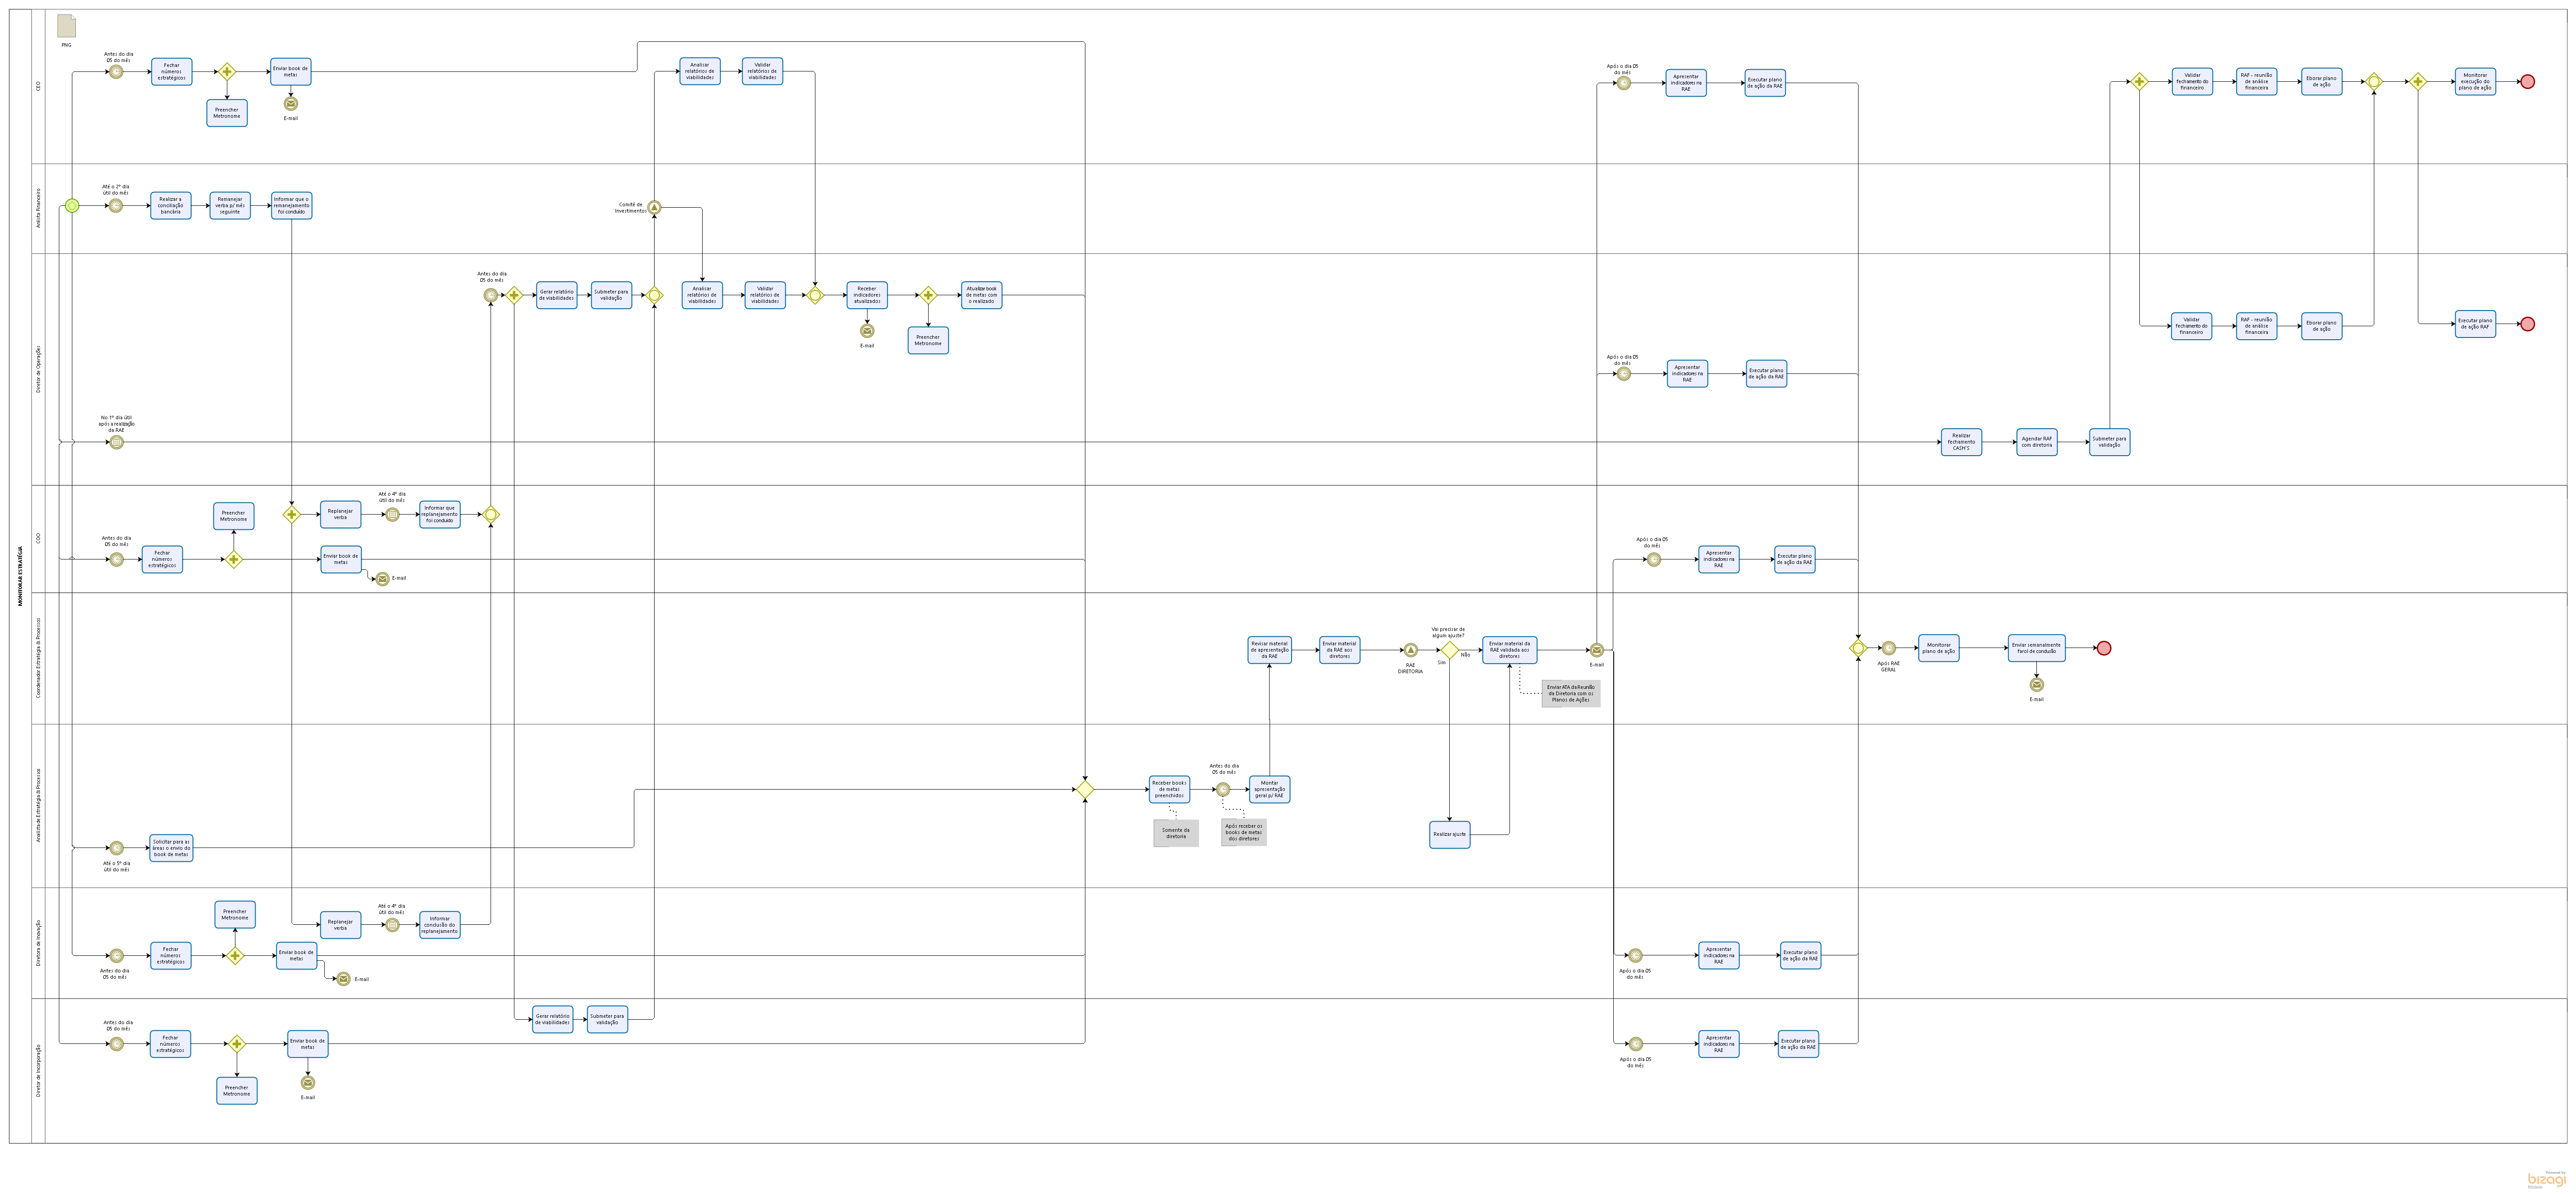 MONITORAR ESTRATÉGIA
CEO
PNG
Antes do dia
05 do mês
Fechar
números
estratégicos
Preencher
Metronome
Enviar book de
metas
E-mail
Analisar
relatórios de
viabilidades
Validar
relatórios de
viabilidades
Após o dia 05
do mês
Apresentar
indicadores na
RAE
Executar plano
de ação da RAE
Validar
fechamento do
financeiro
RAF - reunião
de análise
financeira
Eborar plano
de ação
Monitorar
execução do
plano de ação
Analista Financeiro
Até o 2º dia
útil do mês
Realizar a
conciliação
bancária
Remanejar
verba p/ mês
seguinte
Informar que o
remanejamento
foi concluído
Comitê de
Investimentos
Diretor de Operações
Antes do dia
05 do mês
Gerar relatório
de viabilidades
Submeter para
validação
Analisar
relatórios de
viabilidades
Validar
relatórios de
viabilidades
Receber
indicadores
atualizados
E-mail
Preencher
Metronome
Atualizar book
de metas com
o realizado
Após o dia 05
do mês
Apresentar
indicadores na
RAE
Executar plano
de ação da RAE
Validar
fechamento do
financeiro
RAF - reunião
de análise
financeira
Eborar plano
de ação
Executar plano
de ação RAF
No 1º dia útil
após a realização
da RAE
Realizar
fechamento
CASH'S
Agendar RAF
com diretoria
Submeter para
validação
COO
Preencher
Metronome
Replanejar
verba
Até o 4º dia
útil do mês
Informar que
replanejamento
foi concluído
Antes do dia
05 do mês
Fechar
números
estratégicos
Enviar book de
metas
E-mail
Após o dia 05
do mês
Apresentar
indicadores na
RAE
Executar plano
de ação da RAE
Coordenador Estratégia & Processos
Revisar material
de apresentação
da RAE
Enviar material
da RAE aos
diretores
RAE
DIRETORIA
Vai precisar de
algum ajuste?
Sim
Não
Enviar material da
RAE validada aos
diretores
Enviar ATA da Reunião
da Diretoria com os
Planos de Ações
E-mail
Após RAE
GERAL
Monitorar
plano de ação
Enviar semanalmente
farol de conclusão
E-mail
Analista de Estratégia & Processos
Até o 5º dia
útil do mês
Solicitar para as
áreas o envio do
book de metas
Receber books
de metas
preenchidos
Somente da
diretoria
Antes do dia
05 do mês
Após receber os
books de metas
dos diretores
Montar
apresentação
geral p/ RAE
Realizar ajuste
Diretora de Inovação
Preencher
Metronome
Replanejar
verba
Até o 4º dia
útil do mês
Informar
conclusão do
replanejamento
Antes do dia
05 do mês
Fechar
números
estratégicos
Enviar book de
metas
E-mail
Após o dia 05
do mês
Apresentar
indicadores na
RAE
Executar plano
de ação da RAE
Diretor de Incorporação
Gerar relatório
de viabilidades
Submeter para
validação
Antes do dia
05 do mês
Fechar
números
estratégicos
Preencher
Metronome
Enviar book de
metas
E-mail
Após o dia 05
do mês
Apresentar
indicadores na
RAE
Executar plano
de ação da RAE
Powered by
bizagi
Modeler